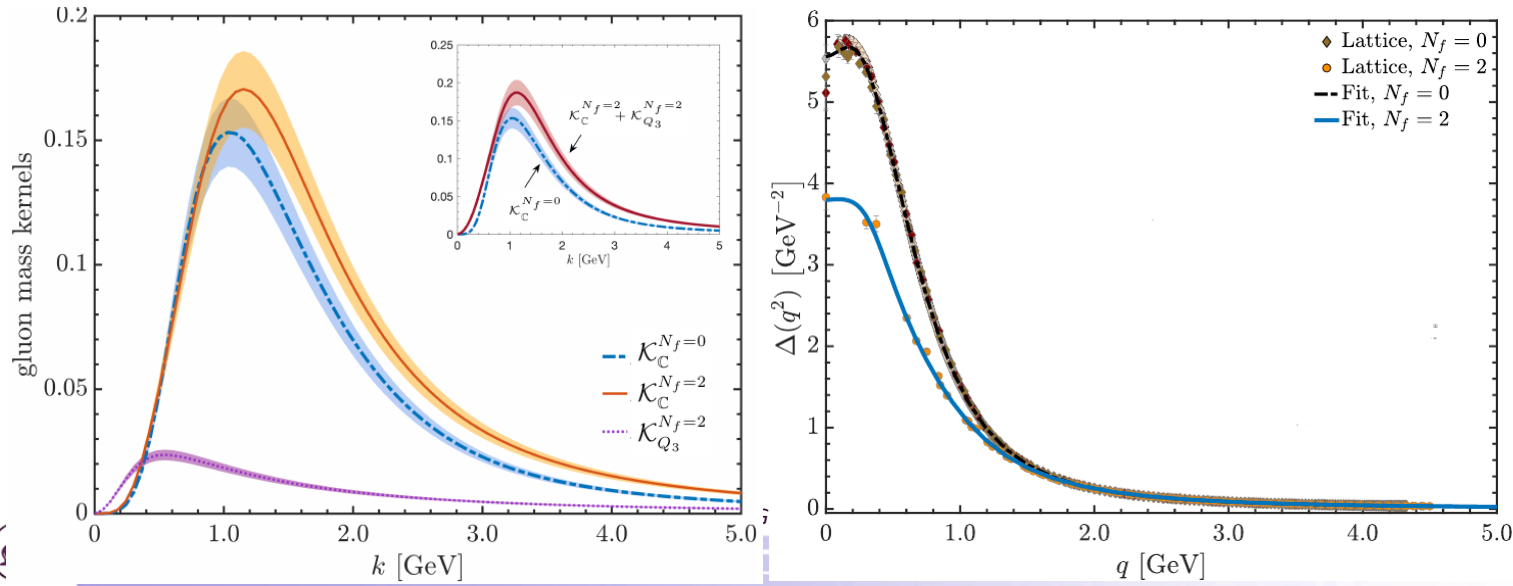 0.2
0.15
0.1
0.05
0
gluon mass kernels
0 1.0 2.0 3.0 4.0 5.0
k [GeV]
0.25
0.2
0.15
0.1
0.05
0
0 1 2 3 4 5
k [GeV]
𝒦_ℂ^{N_f=2} + 𝒦_{Q_3}^{N_f=2}
𝒦_ℂ^{N_f=0}
𝒦_ℂ^{N_f=0}
𝒦_ℂ^{N_f=2}
𝒦_{Q_3}^{N_f=2}
6
5
4
3
2
1
0
Δ(q²) [GeV⁻²]
Lattice, N_f = 0
Lattice, N_f = 2
Fit, N_f = 0
Fit, N_f = 2
0 1.0 2.0 3.0 4.0 5.0
q [GeV]